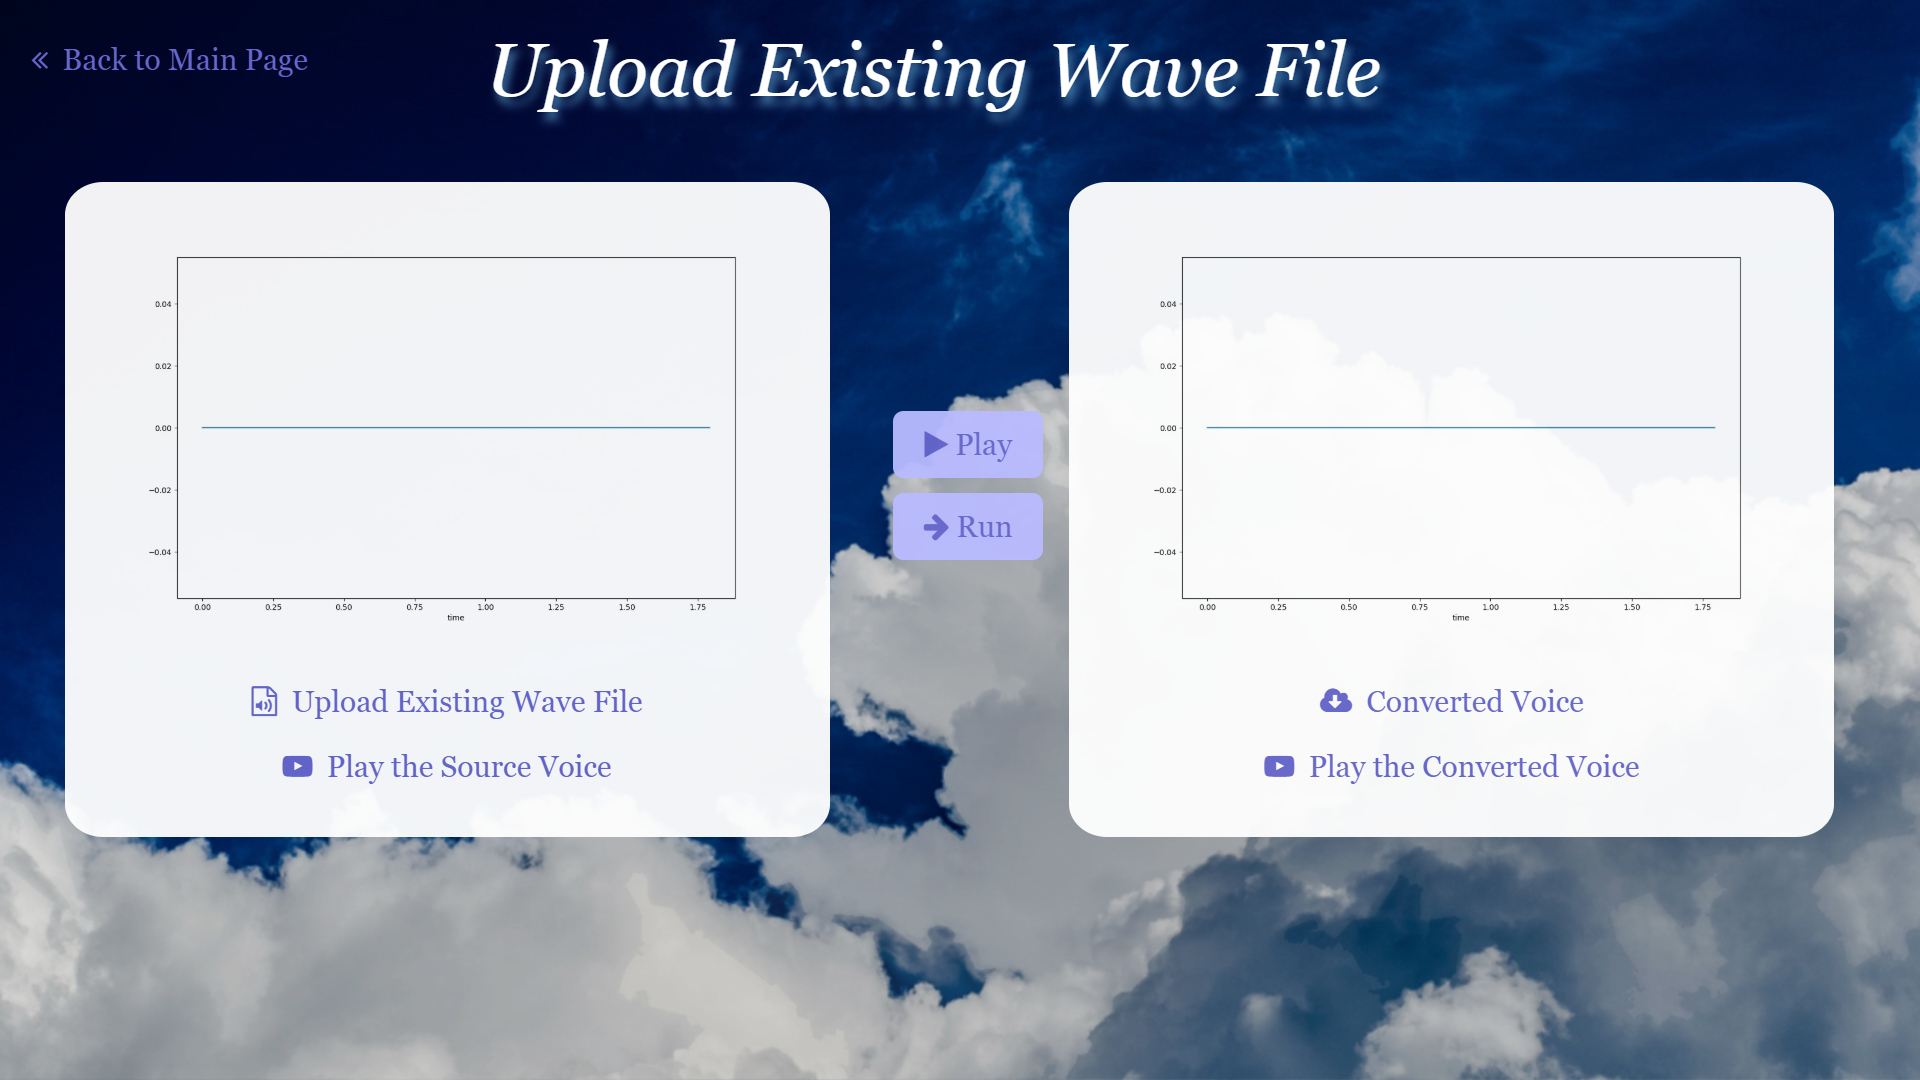 Back to Main Page
Upload Existing Wave File
0.04
0.02
0.00
−0.02
−0.04
0.00 0.25 0.50 0.75 1.00 1.25 1.50 1.75
time
Upload Existing Wave File
Play the Source Voice
Play
Run
0.04
0.02
0.00
−0.02
−0.04
0.00 0.25 0.50 0.75 1.00 1.25 1.50 1.75
time
Converted Voice
Play the Converted Voice